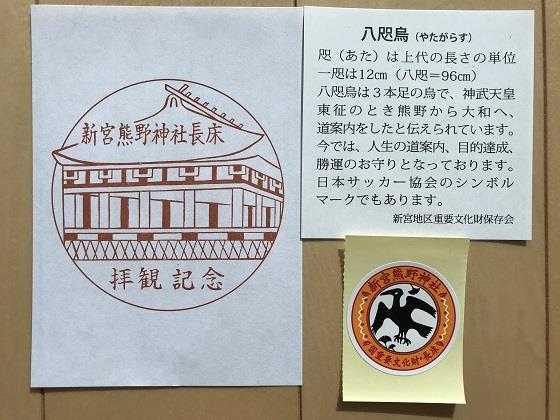 新宮熊野神社長床
拝観記念
八咫烏（やたがらす）
咫（あた）は上代の長さの単位
一咫は12㎝（八咫＝96㎝）
八咫烏は３本足の烏で、神武天皇
東征のとき熊野から大和へ、
道案内をしたと伝えられています。
今では、人生の道案内、目的達成、
勝運のお守りとなっております。
日本サッカー協会のシンボル
マークでもあります。
新宮地区重要文化財保存会
新宮熊野神社
国重要文化財・長床